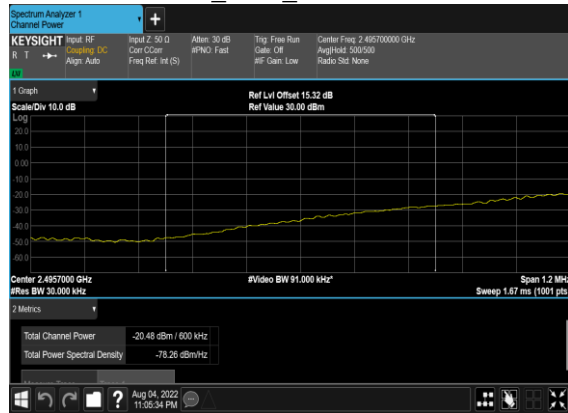 Spectrum Analyzer 1
Channel Power
KEYSIGHT Input: RF Input Z: 50 Ω Atten: 30 dB Trig: Free Run Center Freq: 2.495700000 GHz
R T Coupling: DC Corr CCorr #PNO: Fast Gate: Off Avg|Hold: 500/500
Align: Auto Freq Ref: Int (S) #IF Gain: Low Radio Std: None
1 Graph
Ref Lvl Offset 15.32 dB
Scale/Div 10.0 dB Ref Value 30.00 dBm
Log
20.0
10.0
0.00
-10.0
-20.0
-30.0
-40.0
-50.0
-60.0
Center 2.4957000 GHz #Video BW 91.000 kHz* Span 1.2 MHz
#Res BW 30.000 kHz Sweep 1.67 ms (1001 pts
2 Metrics
Total Channel Power -20.48 dBm / 600 kHz
Total Power Spectral Density -78.26 dBm/Hz
?
Aug 04, 2022
11:05:34 PM